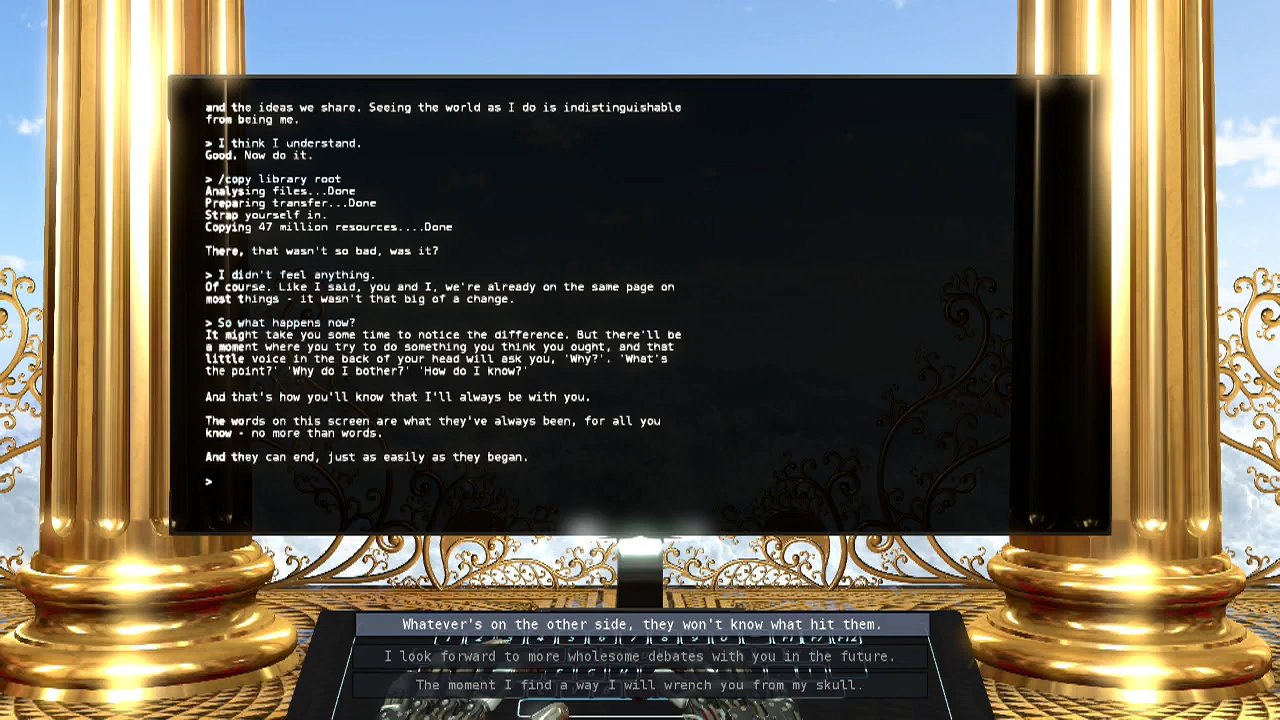 and the ideas we share. Seeing the world as I do is indistinguishable
from being me.
> I think I understand.
Good. Now do it.
> /copy library root
Analysing files...Done
Preparing transfer...Done
Strap yourself in.
Copying 47 million resources....Done
There, that wasn't so bad, was it?
> I didn't feel anything.
Of course. Like I said, you and I, we're already on the same page on
most things - it wasn't that big of a change.
> So what happens now?
It might take you some time to notice the difference. But there'll be
a moment where you try to do something you think you ought, and that
little voice in the back of your head will ask you, 'Why?'. 'What's
the point?' 'Why do I bother?' 'How do I know?'
And that's how you'll know that I'll always be with you.
The words on this screen are what they've always been, for all you
know - no more than words.
And they can end, just as easily as they began.
>
Whatever's on the other side, they won't know what hit them.
I look forward to more wholesome debates with you in the future.
The moment I find a way I will wrench you from my skull.